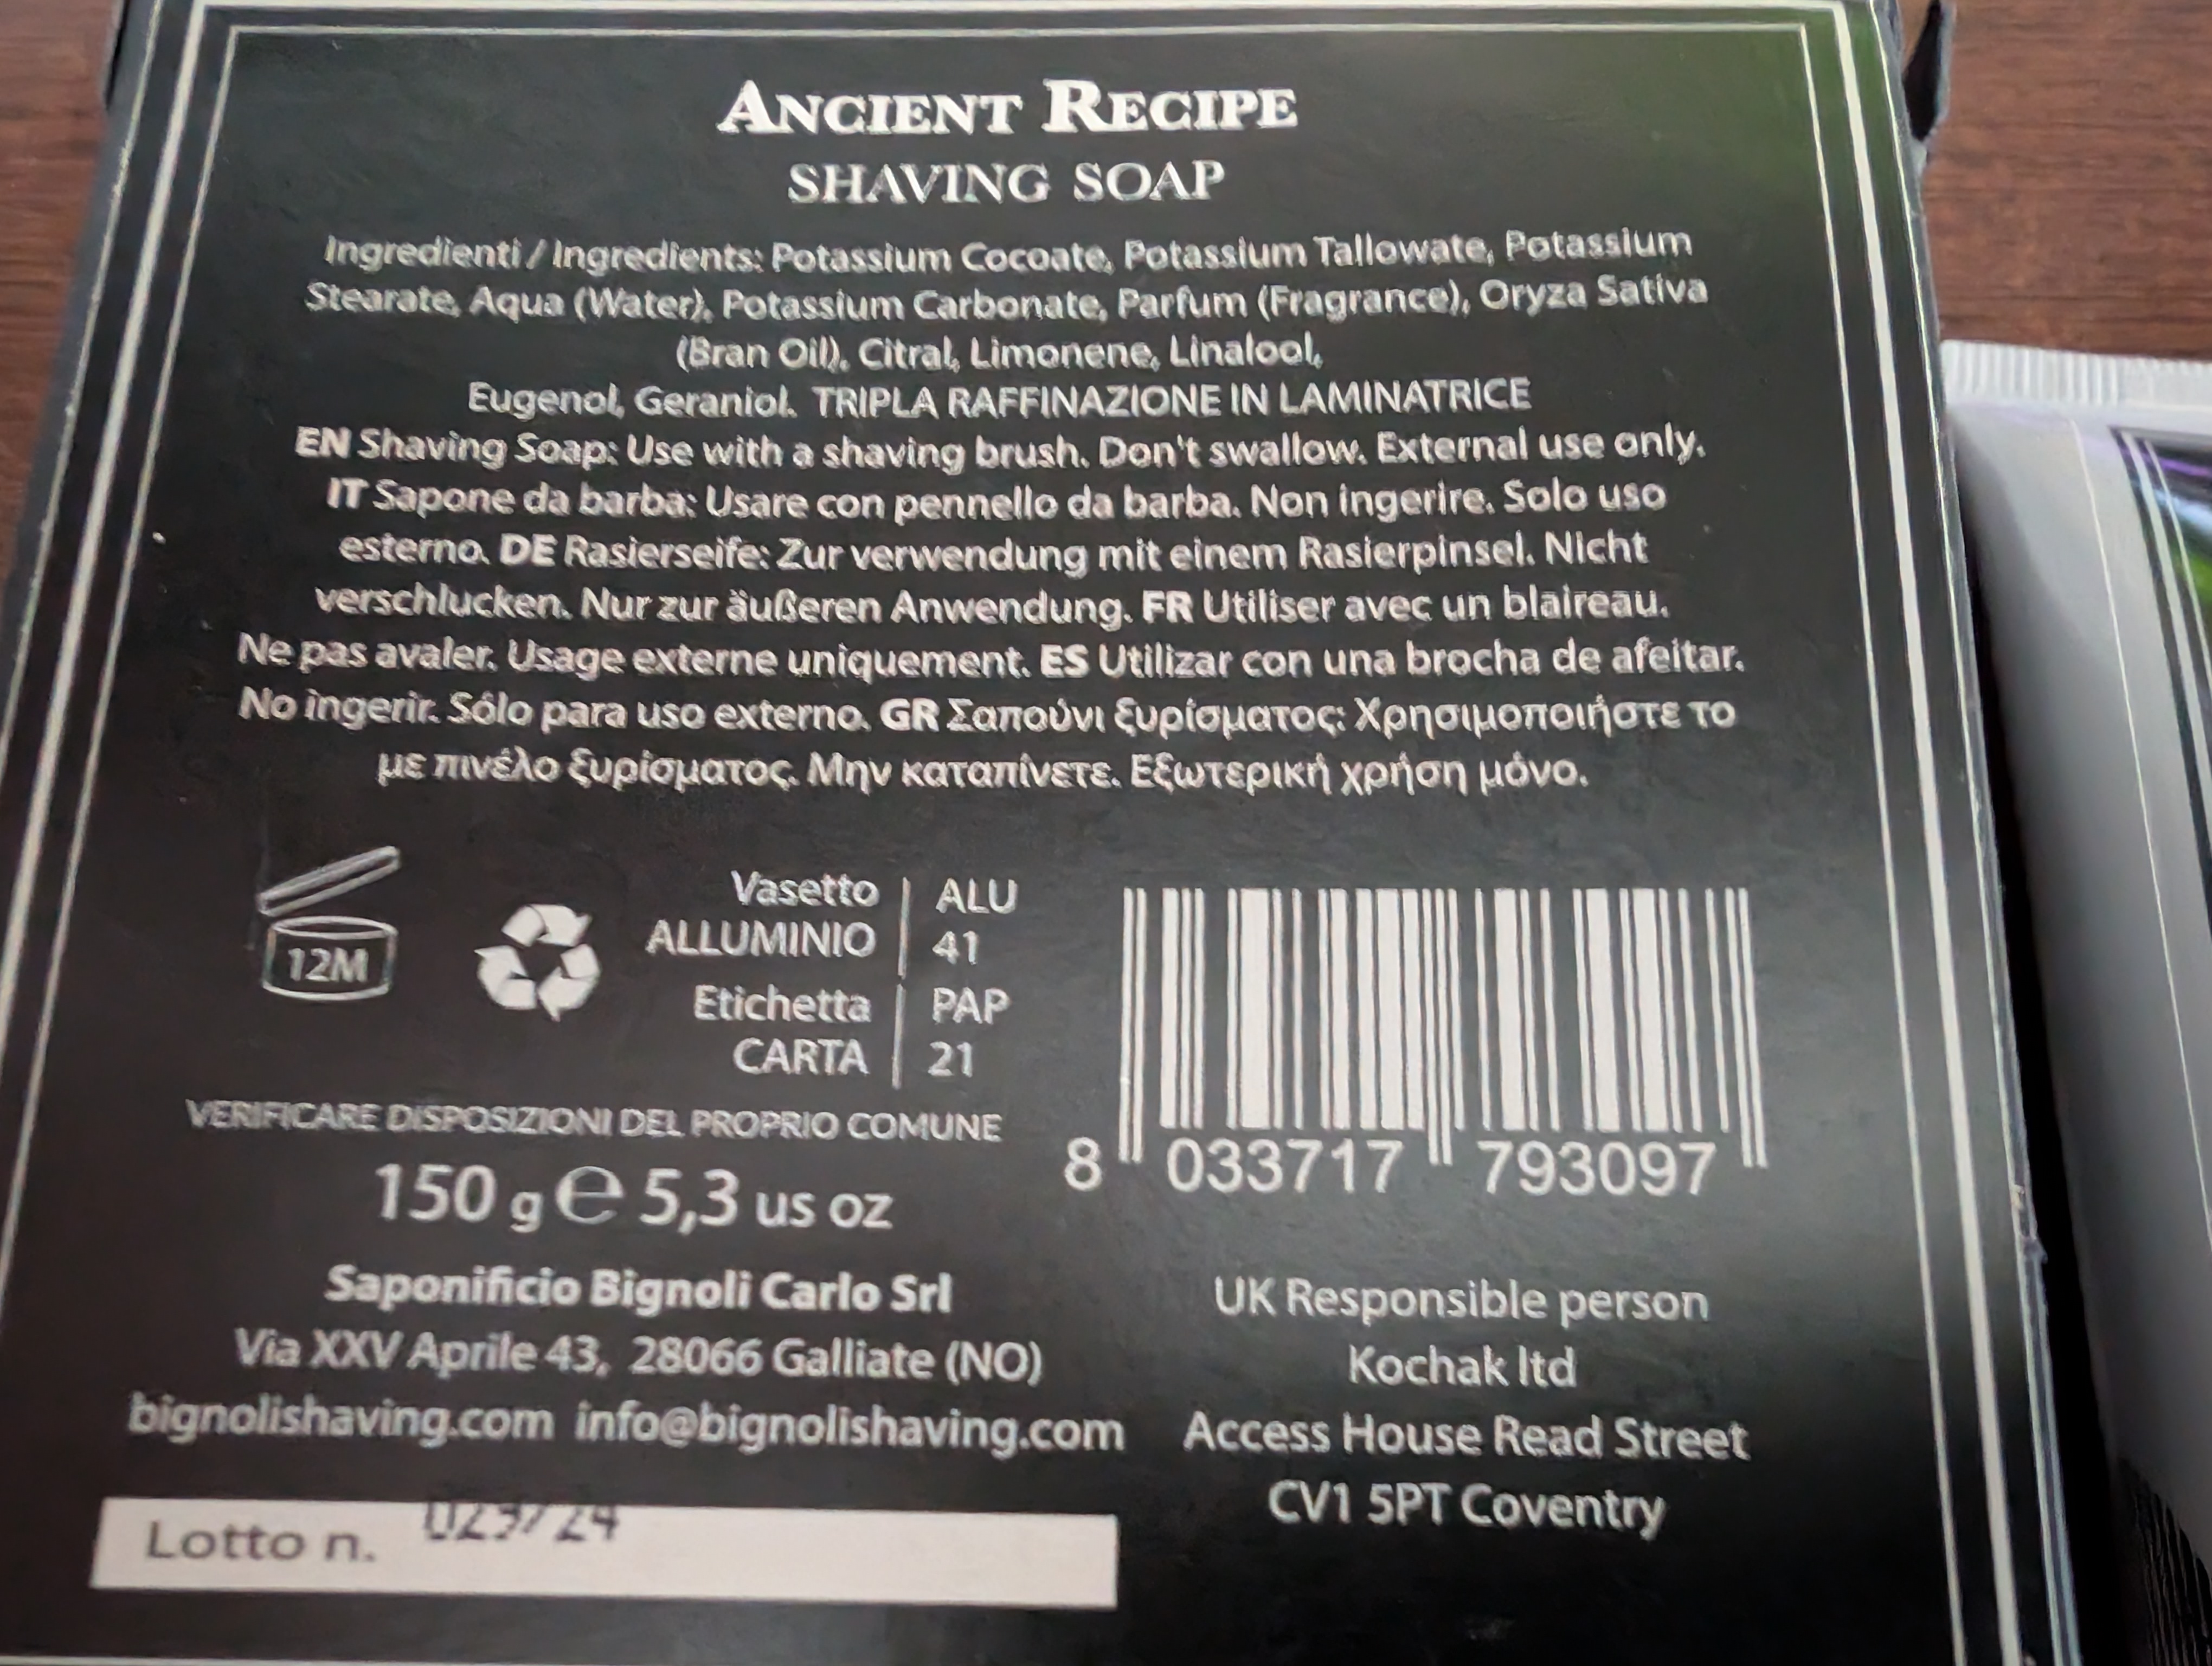 ANCIENT RECIPE
SHAVING SOAP
Ingredienti / Ingredients: Potassium Cocoate, Potassium Tallowate, Potassium
Stearate, Aqua (Water), Potassium Carbonate, Parfum (Fragrance), Oryza Sativa
(Bran Oil), Citral, Limonene, Linalool,
Eugenol, Geraniol. TRIPLA RAFFINAZIONE IN LAMINATRICE
EN Shaving Soap: Use with a shaving brush. Don't swallow. External use only.
IT Sapone da barba: Usare con pennello da barba. Non ingerire. Solo uso
esterno. DE Rasierseife: Zur verwendung mit einem Rasierpinsel. Nicht
verschlucken. Nur zur äußeren Anwendung. FR Utiliser avec un blaireau.
Ne pas avaler. Usage externe uniquement. ES Utilizar con una brocha de afeitar.
No ingerir. Sólo para uso externo. GR Σαπούνι ξυρίσματος: Χρησιμοποιήστε το
με πινέλο ξυρίσματος. Μην καταπίνετε. Εξωτερική χρήση μόνο.
12M
Vasetto | ALU
ALLUMINIO | 41
Etichetta | PAP
CARTA | 21
VERIFICARE DISPOSIZIONI DEL PROPRIO COMUNE
8 033717 793097
150 g e 5,3 us oz
Saponificio Bignoli Carlo Srl
Via XXV Aprile 43, 28066 Galliate (NO)
bignolishaving.com info@bignolishaving.com
UK Responsible person
Kochak ltd
Access House Read Street
CV1 5PT Coventry
Lotto n.